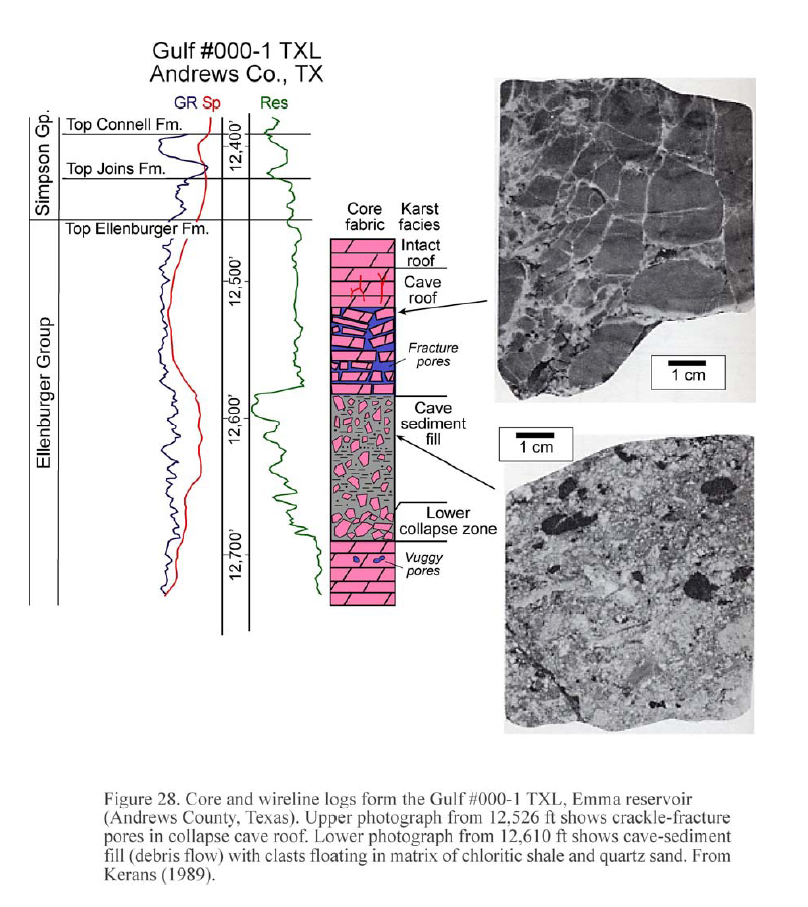 Gulf #000-1 TXL
Andrews Co., TX
GR Sp Res
Simpson Gp.
Top Connell Fm.
12,400'
Top Joins Fm.
Top Ellenburger Fm.
Ellenburger Group
12,500'
12,600'
12,700'
Core
fabric
Karst
facies
Intact
roof
Cave
roof
Fracture
pores
Cave
sediment
fill
Lower
collapse zone
Vuggy
pores
1 cm
1 cm
Figure 28. Core and wireline logs form the Gulf #000-1 TXL, Emma reservoir
(Andrews County, Texas). Upper photograph from 12,526 ft shows crackle-fracture
pores in collapse cave roof. Lower photograph from 12,610 ft shows cave-sediment
fill (debris flow) with clasts floating in matrix of chloritic shale and quartz sand. From
Kerans (1989).